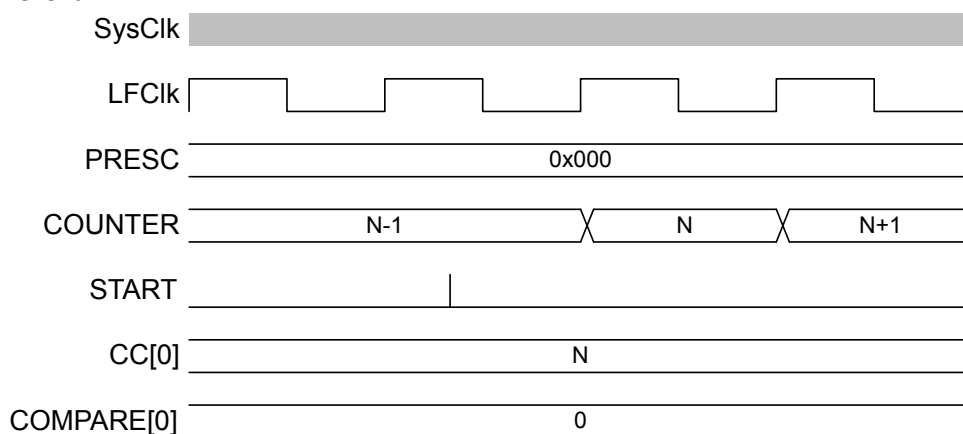 SysClk
LFClk
PRESC 0x000
COUNTER N-1 N N+1
START
CC[0] N
COMPARE[0] 0